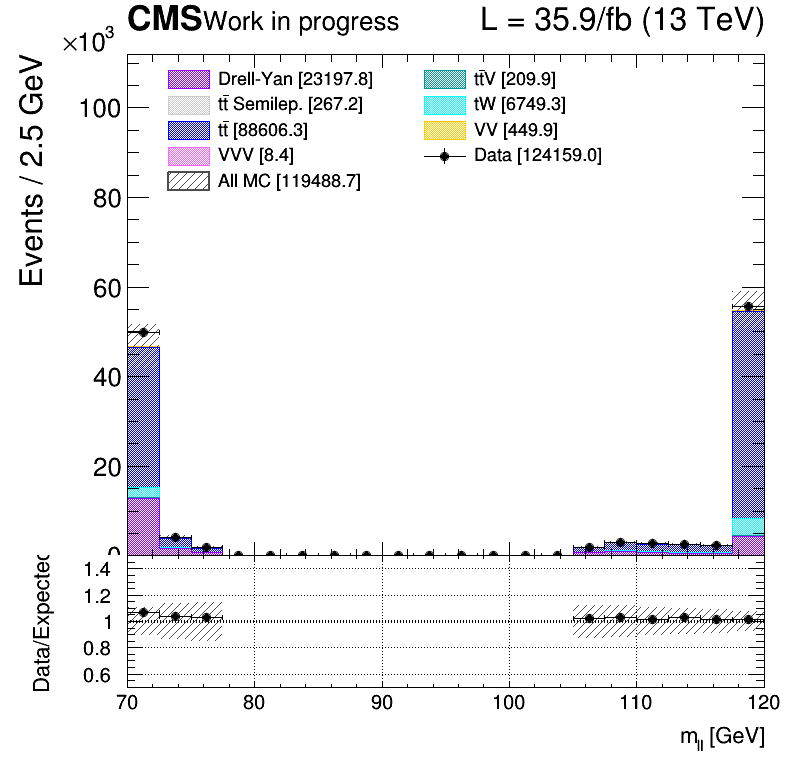 CMS Work in progress L = 35.9/fb (13 TeV)
×10³
Events / 2.5 GeV
Drell-Yan [23197.8]
tt̄ Semilep. [267.2]
tt̄ [88606.3]
VVV [8.4]
All MC [119488.7]
tt̄V [209.9]
tW [6749.3]
VV [449.9]
Data [124159.0]
100
80
60
40
20
0
Data/Expected
1.4
1.2
1
0.8
0.6
70 80 90 100 110 120
m_ll [GeV]